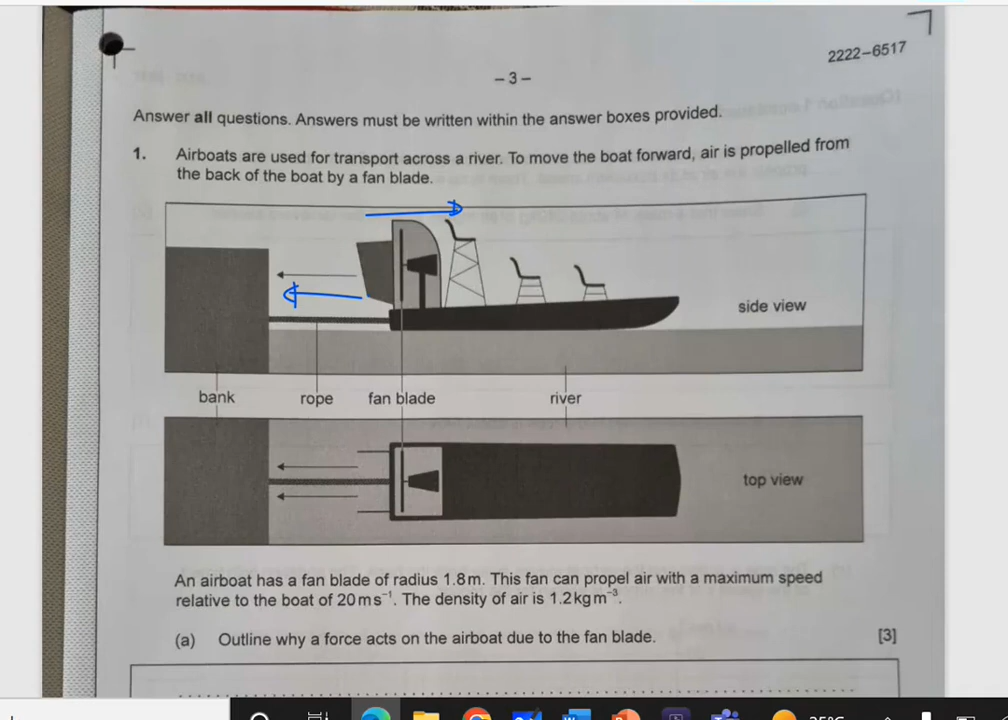 2222–6517
– 3 –
Answer all questions. Answers must be written within the answer boxes provided.
1. Airboats are used for transport across a river. To move the boat forward, air is propelled from
the back of the boat by a fan blade.
side view
bank rope fan blade river
top view
An airboat has a fan blade of radius 1.8 m. This fan can propel air with a maximum speed
relative to the boat of 20 m s⁻¹. The density of air is 1.2 kg m⁻³.
(a) Outline why a force acts on the airboat due to the fan blade. [3]